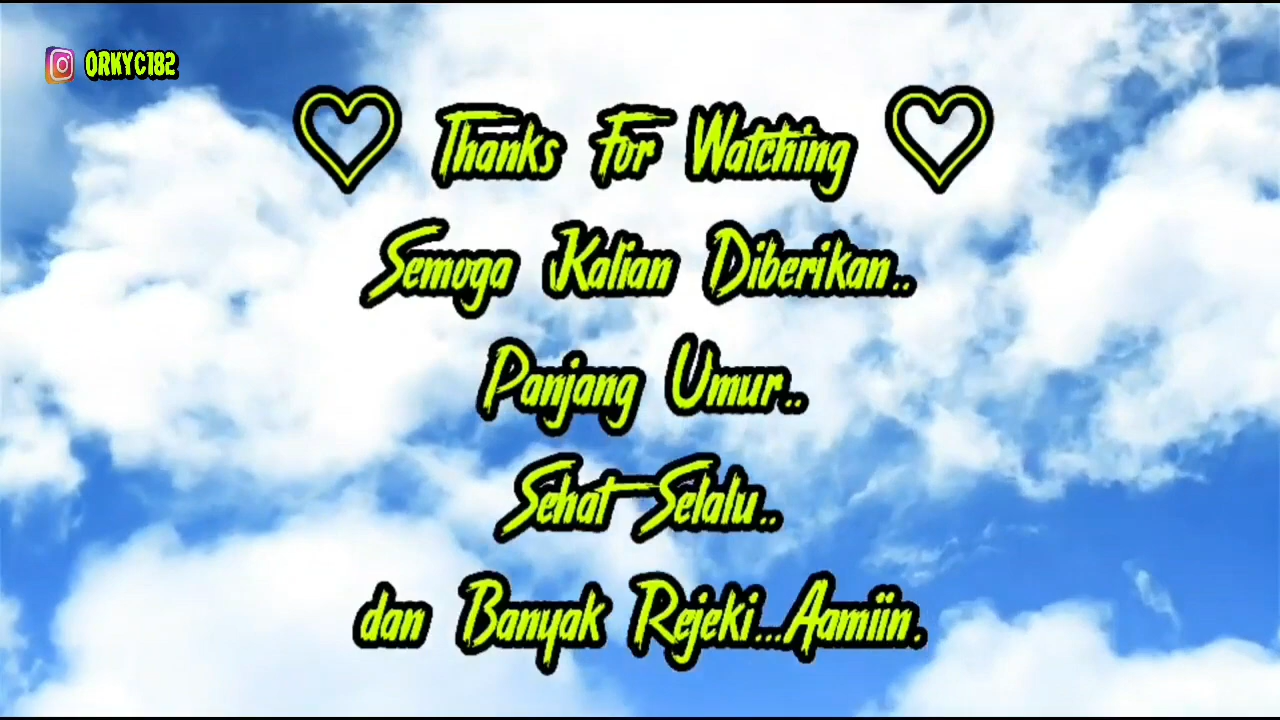 ORKYC182
Thanks For Watching
Semoga Kalian Diberikan..
Panjang Umur..
Sehat Selalu..
dan Banyak Rejeki...Aamiin.